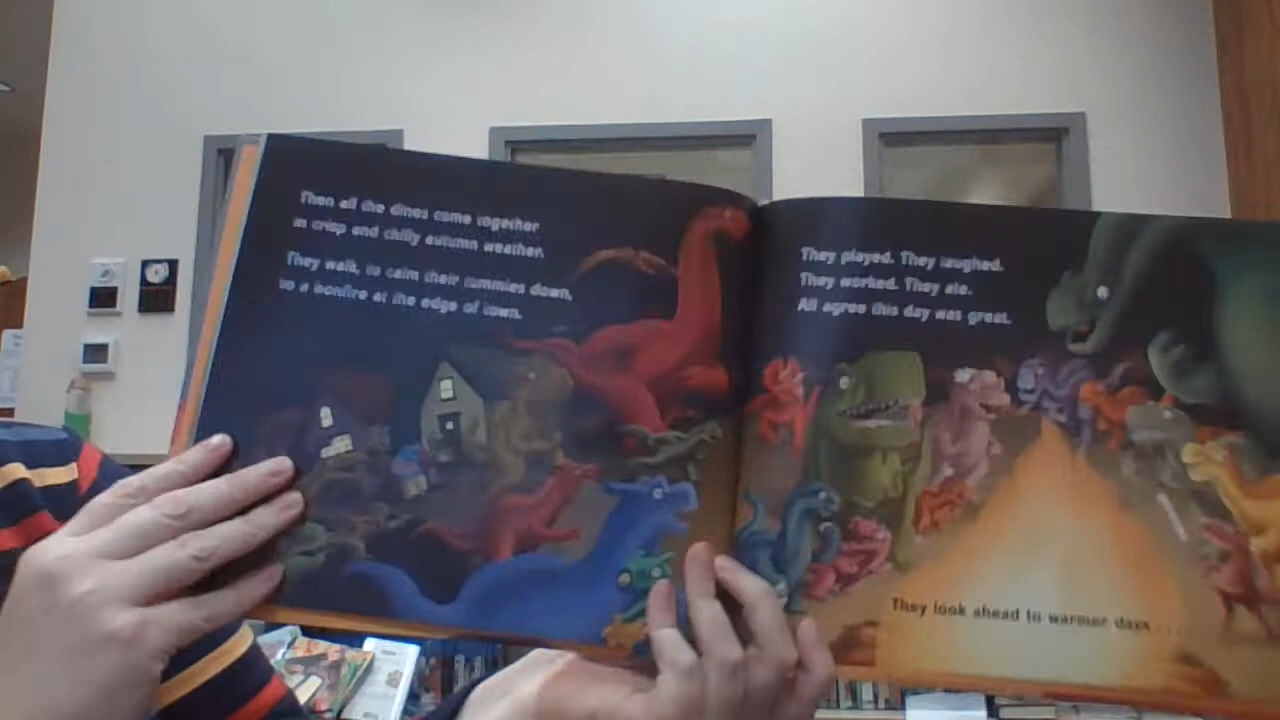 Then all the dinos come together
in crisp and chilly autumn weather.
They walk, to calm their tummies down,
to a bonfire at the edge of town.
They played. They laughed.
They worked. They ate.
All agree this day was great.
They look ahead to warmer days . . .